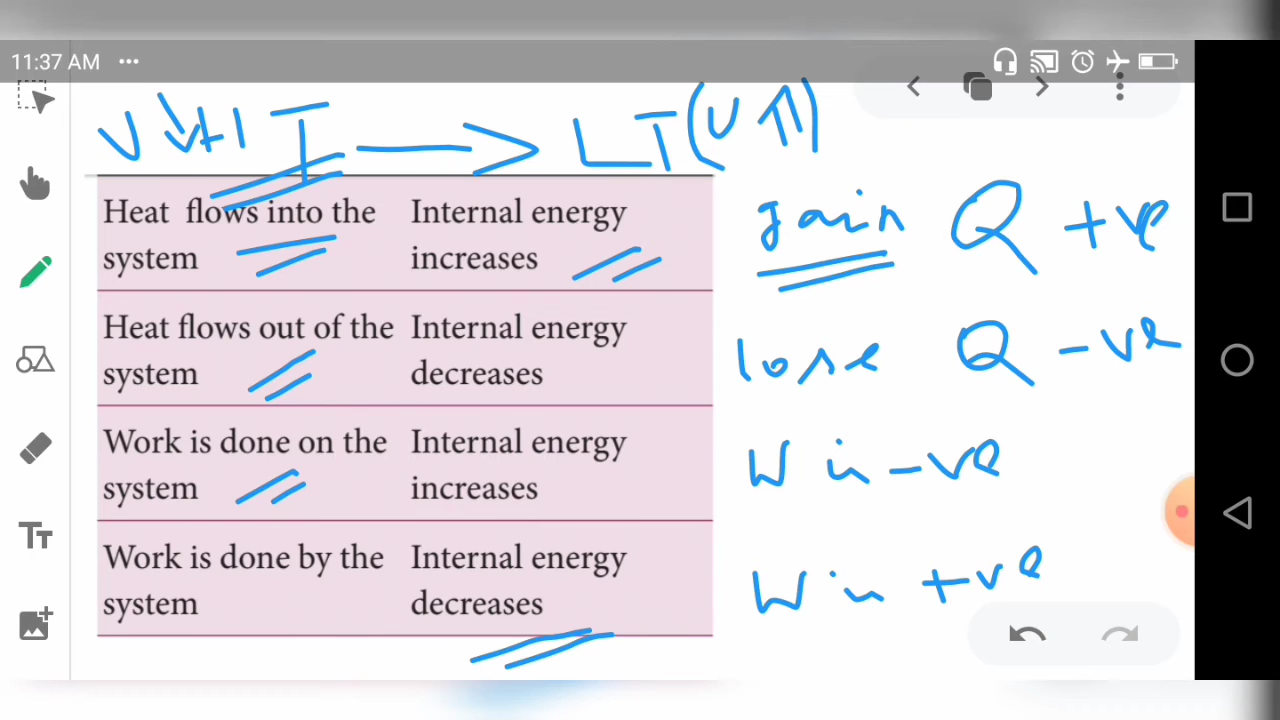 11:37 AM
LT (U ↑)
Heat flows into the Internal energy
system increases
gain Q +ve
Heat flows out of the Internal energy
system decreases
lose Q -ve
Work is done on the Internal energy
system increases
W is -ve
Work is done by the Internal energy
system decreases
W is +ve
TT